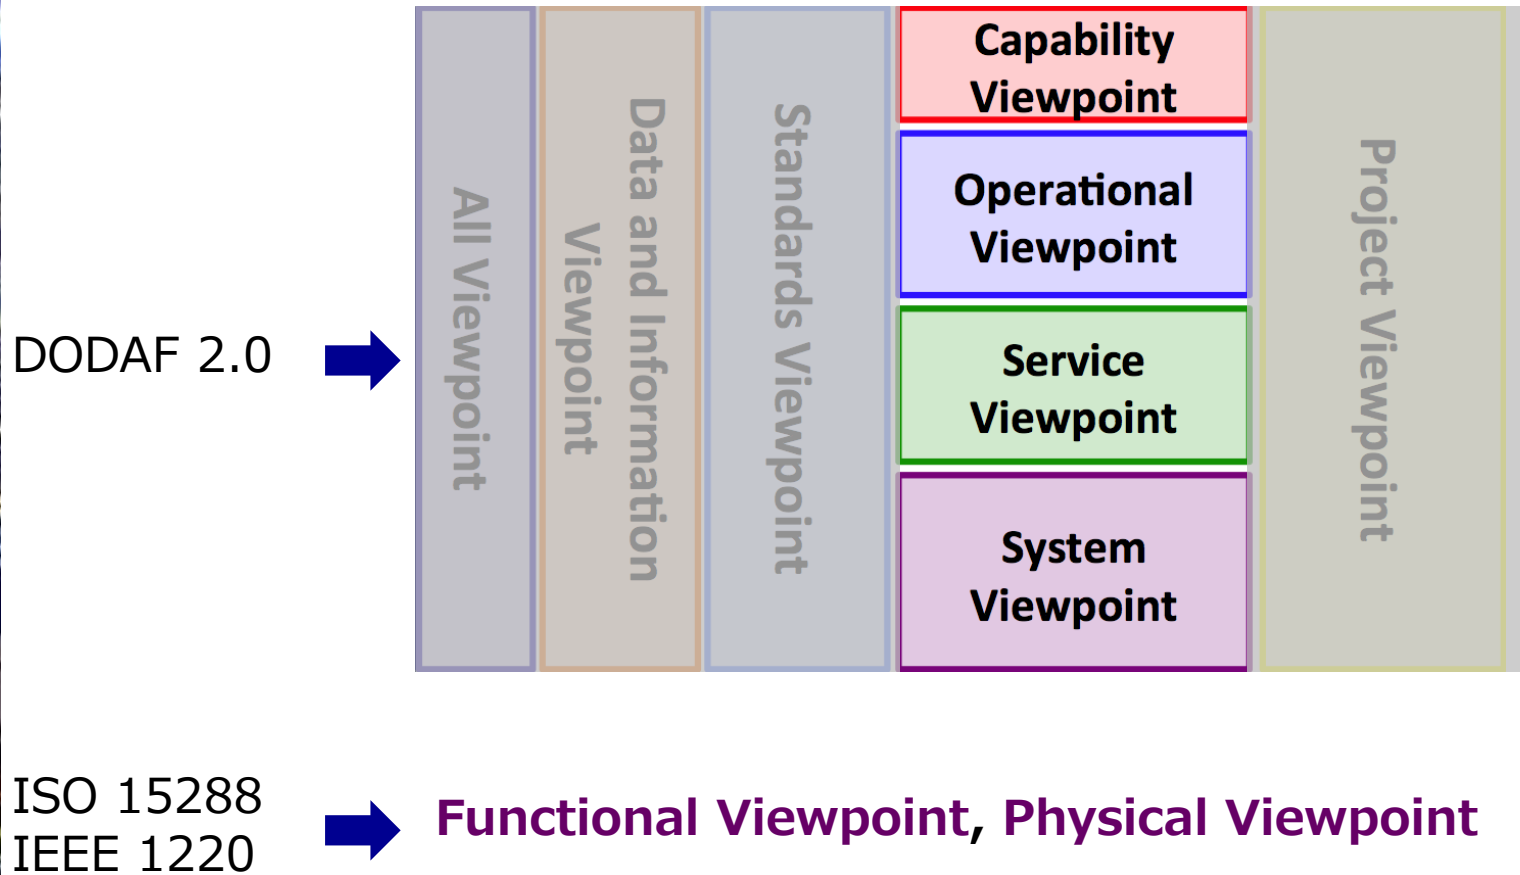 DODAF 2.0
All Viewpoint
Data and Information
Viewpoint
Standards Viewpoint
Capability
Viewpoint
Operational
Viewpoint
Service
Viewpoint
System
Viewpoint
Project Viewpoint
ISO 15288
IEEE 1220
Functional Viewpoint, Physical Viewpoint